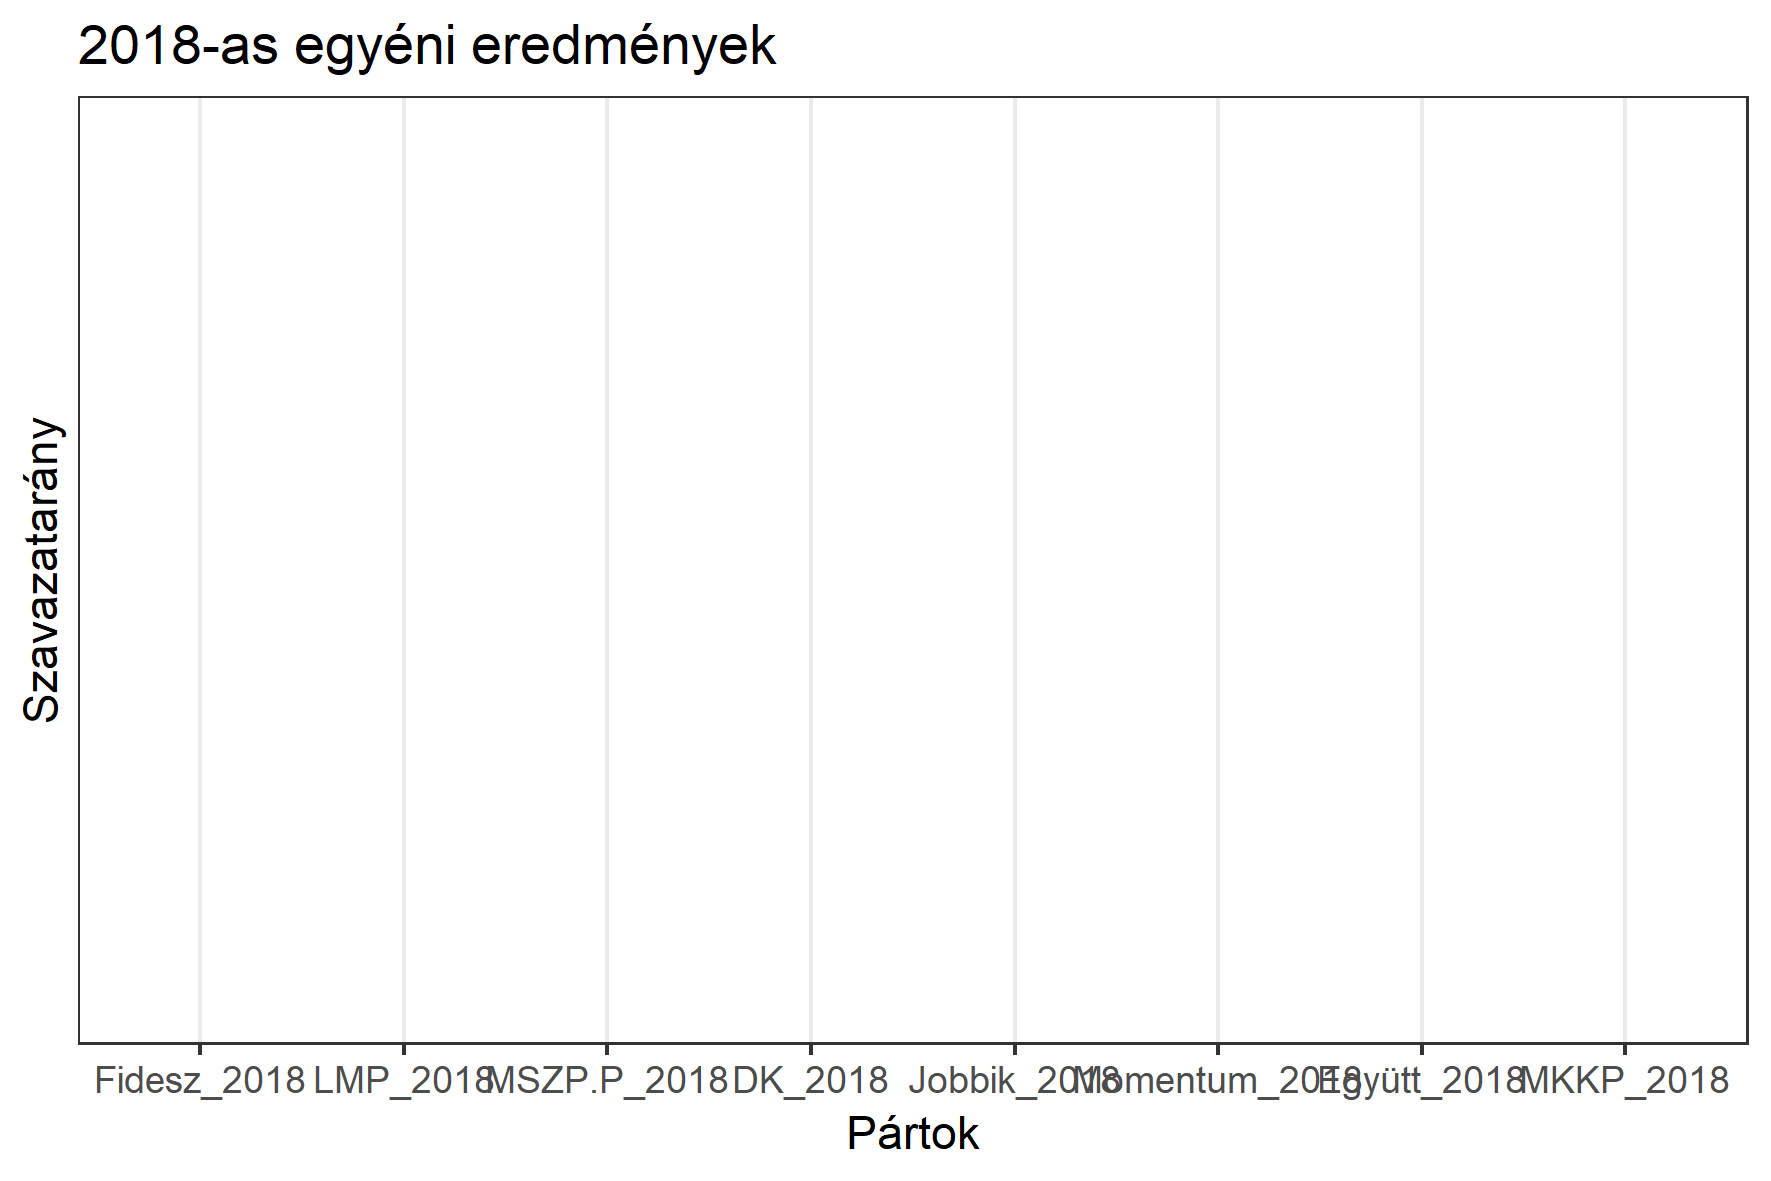 2018-as egyéni eredmények
Szavazatarány
Fidesz_2018 LMP_2018 MSZP.P_2018 DK_2018 Jobbik_2018 Momentum_2018 Együtt_2018 MKKP_2018
Pártok